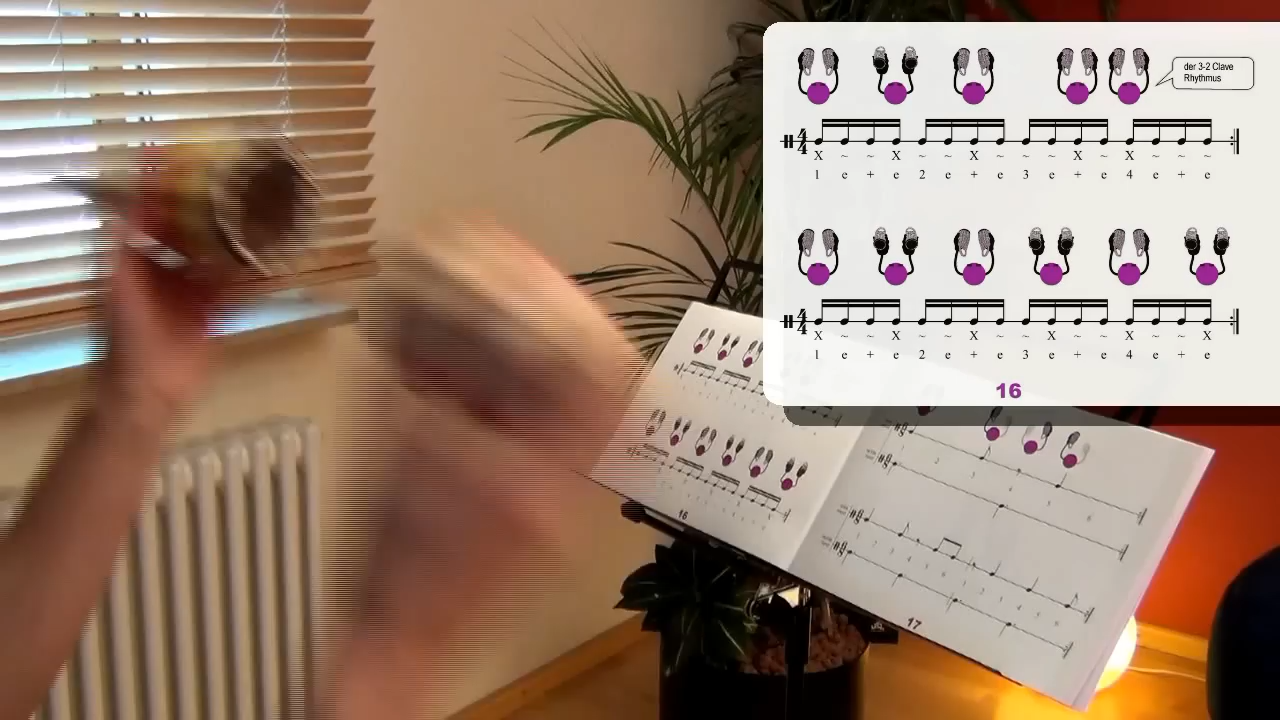 der 3-2 Clave
Rhythmus
4
4
X ~ ~ X ~ ~ X ~ ~ ~ X ~ X ~ ~ ~
1 e + e 2 e + e 3 e + e 4 e + e
4
4
X ~ ~ X ~ ~ X ~ ~ X ~ ~ X ~ ~ X
1 e + e 2 e + e 3 e + e 4 e + e
16
16
17